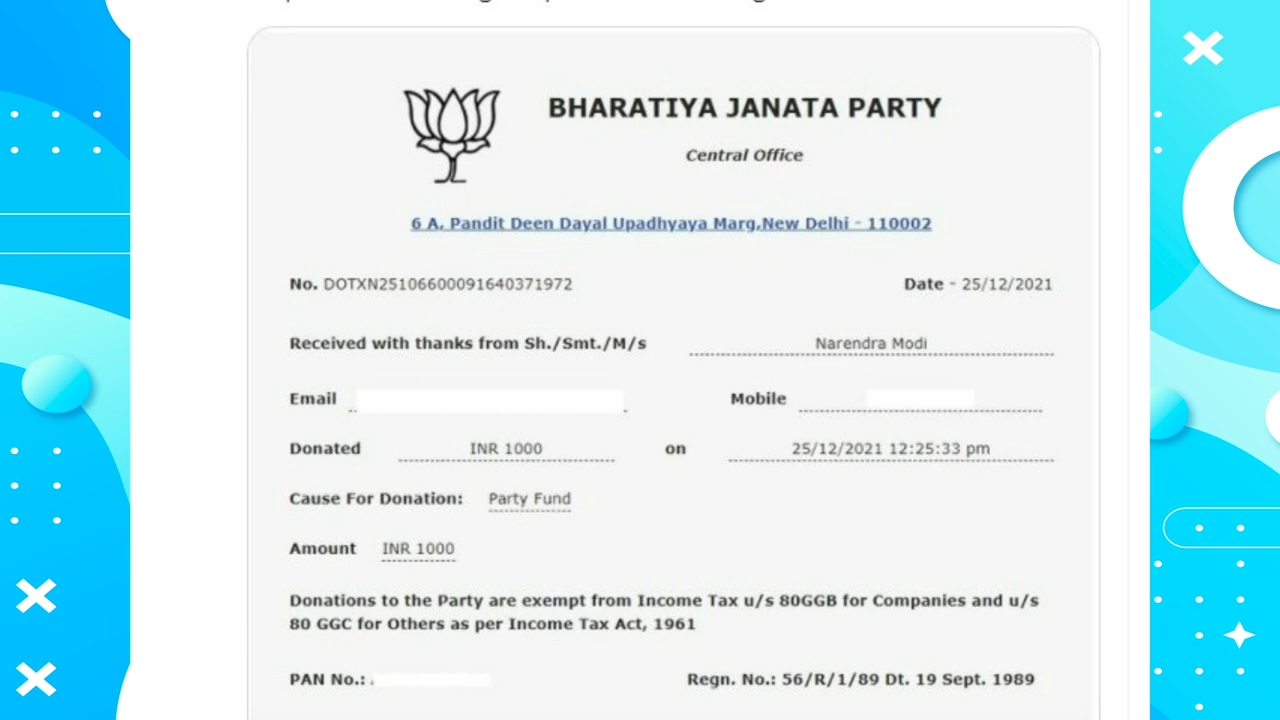 BHARATIYA JANATA PARTY
Central Office
6 A, Pandit Deen Dayal Upadhyaya Marg,New Delhi - 110002
No. DOTXN25106600091640371972 Date - 25/12/2021
Received with thanks from Sh./Smt./M/s Narendra Modi
Email Mobile
Donated INR 1000 on 25/12/2021 12:25:33 pm
Cause For Donation: Party Fund
Amount INR 1000
Donations to the Party are exempt from Income Tax u/s 80GGB for Companies and u/s
80 GGC for Others as per Income Tax Act, 1961
PAN No.: Regn. No.: 56/R/1/89 Dt. 19 Sept. 1989